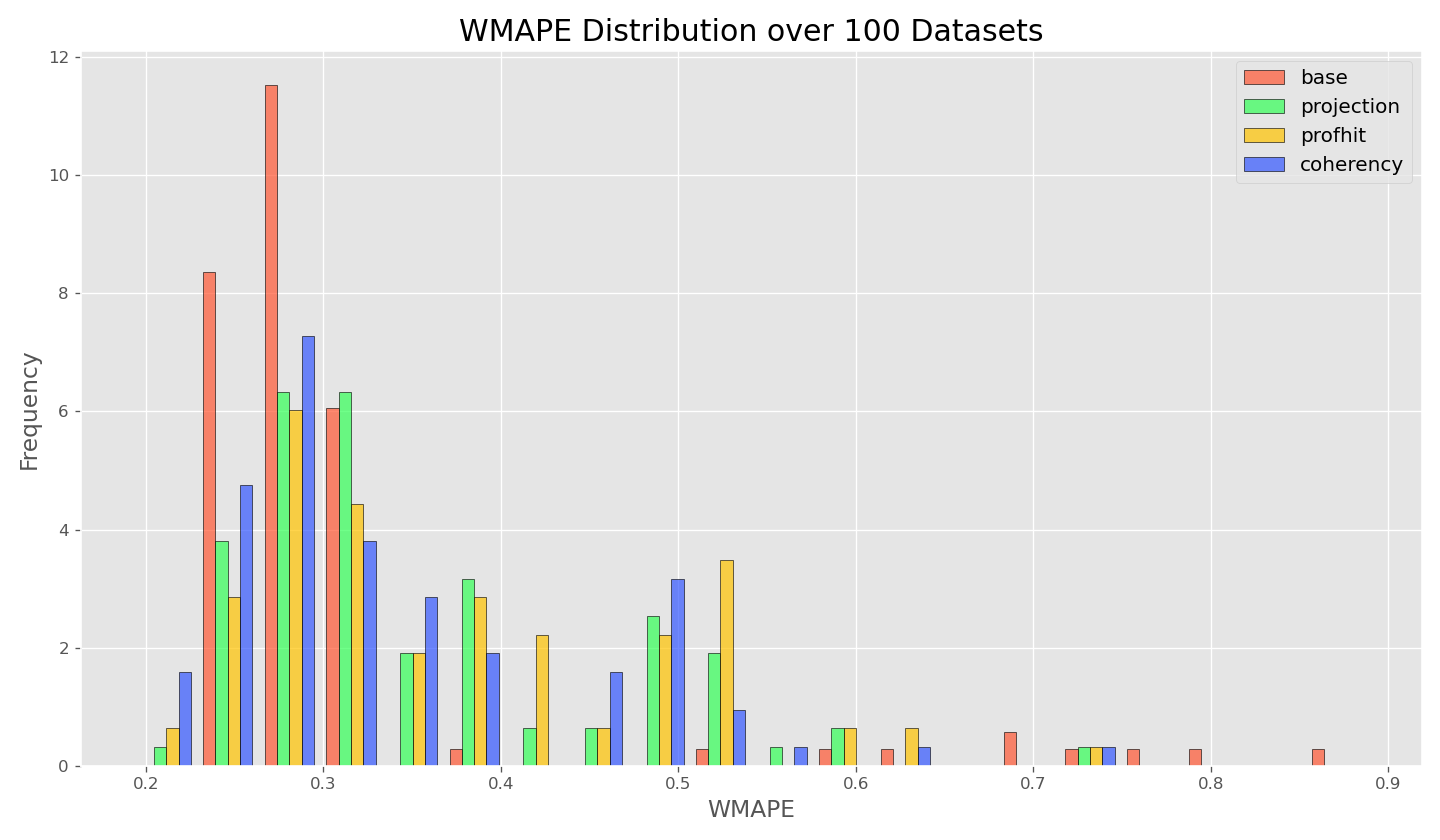 WMAPE Distribution over 100 Datasets
12
10
8
6
4
2
0
Frequency
base
projection
profhit
coherency
0.2 0.3 0.4 0.5 0.6 0.7 0.8 0.9
WMAPE